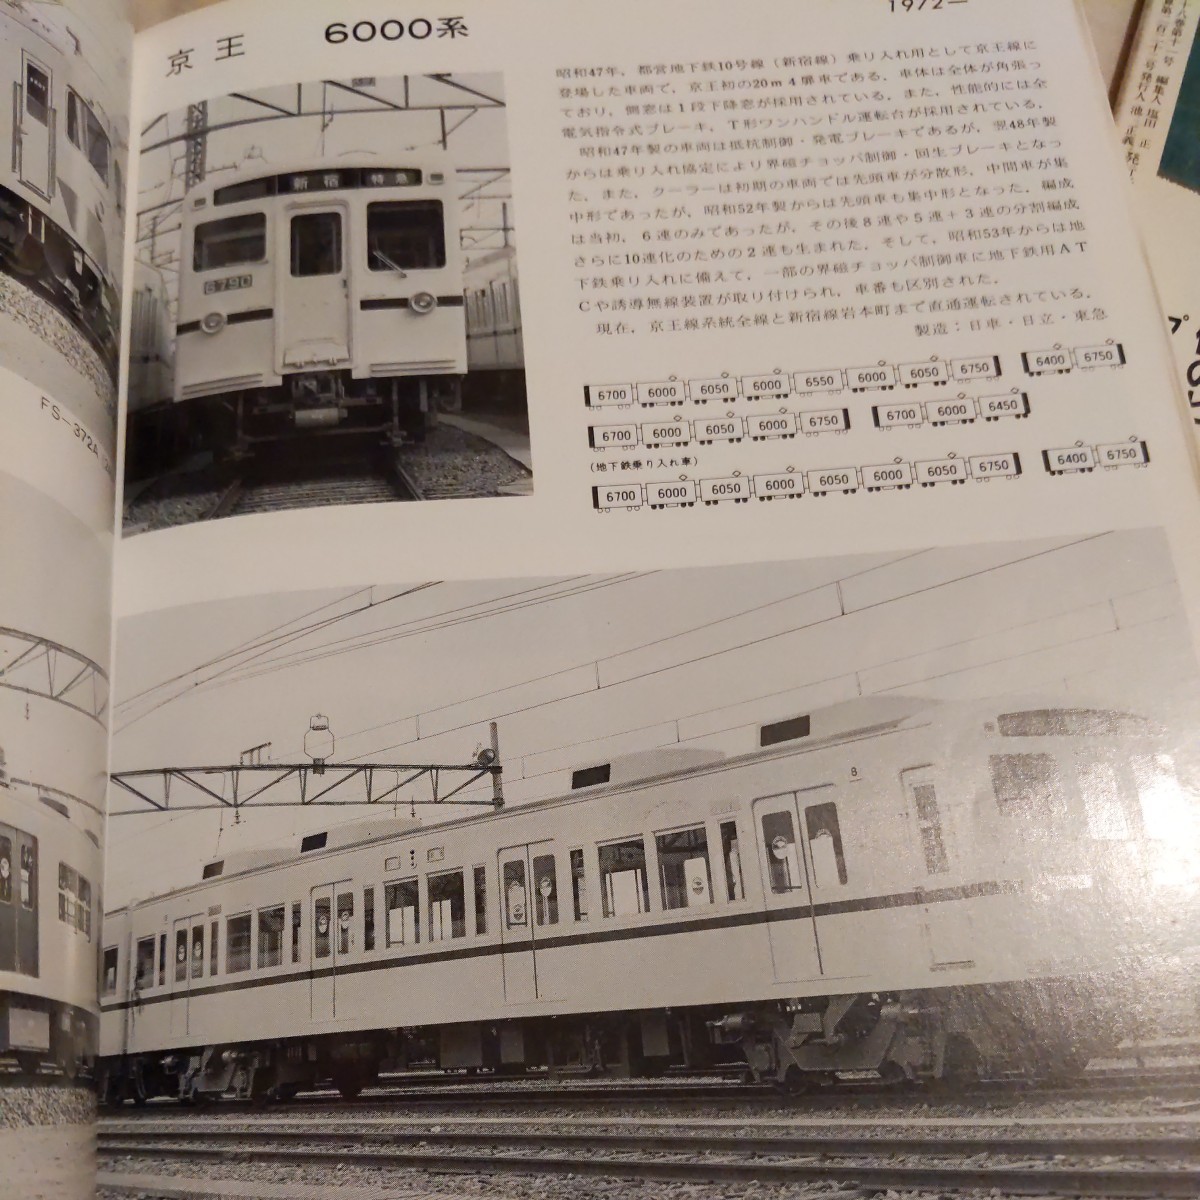 京王 6000系
1972—
新宿 特急
6790
昭和47年,都営地下鉄10号線(新宿線)乗り入れ用として京王線に
登場した車両で,京王初の20m4扉車である.車体は全体が角張っ
ており,側窓は1段下降窓が採用されている.また,性能的には全
電気指令式ブレーキ,T形ワンハンドル運転台が採用されている.
昭和47年製の車両は抵抗制御・発電ブレーキであるが,翌48年製
からは乗り入れ協定により界磁チョッパ制御・回生ブレーキとなっ
た.また,クーラーは初期の車両では先頭車が分散形,中間車が集
中形であったが,昭和52年製からは先頭車も集中形となった.編成
は当初,6連のみであったが,その後8連や5連+3連の分割編成
さらに10連化のための2連も生まれた.そして,昭和53年からは地
下鉄乗り入れに備えて,一部の界磁チョッパ制御車に地下鉄用AT
Cや誘導無線装置が取り付けられ,車番も区別された.
現在,京王線系統全線と新宿線岩本町まで直通運転されている.
製造:日車・日立・東急
6700 6000 6050 6000 6550 6000 6050 6750 6400 6750
6700 6000 6050 6000 6750 6700 6000 6450
(地下鉄乗り入れ車)
6700 6000 6050 6000 6050 6000 6050 6750 6400 6750
8
FS-372A
編集人 塩田 正
発行人 池